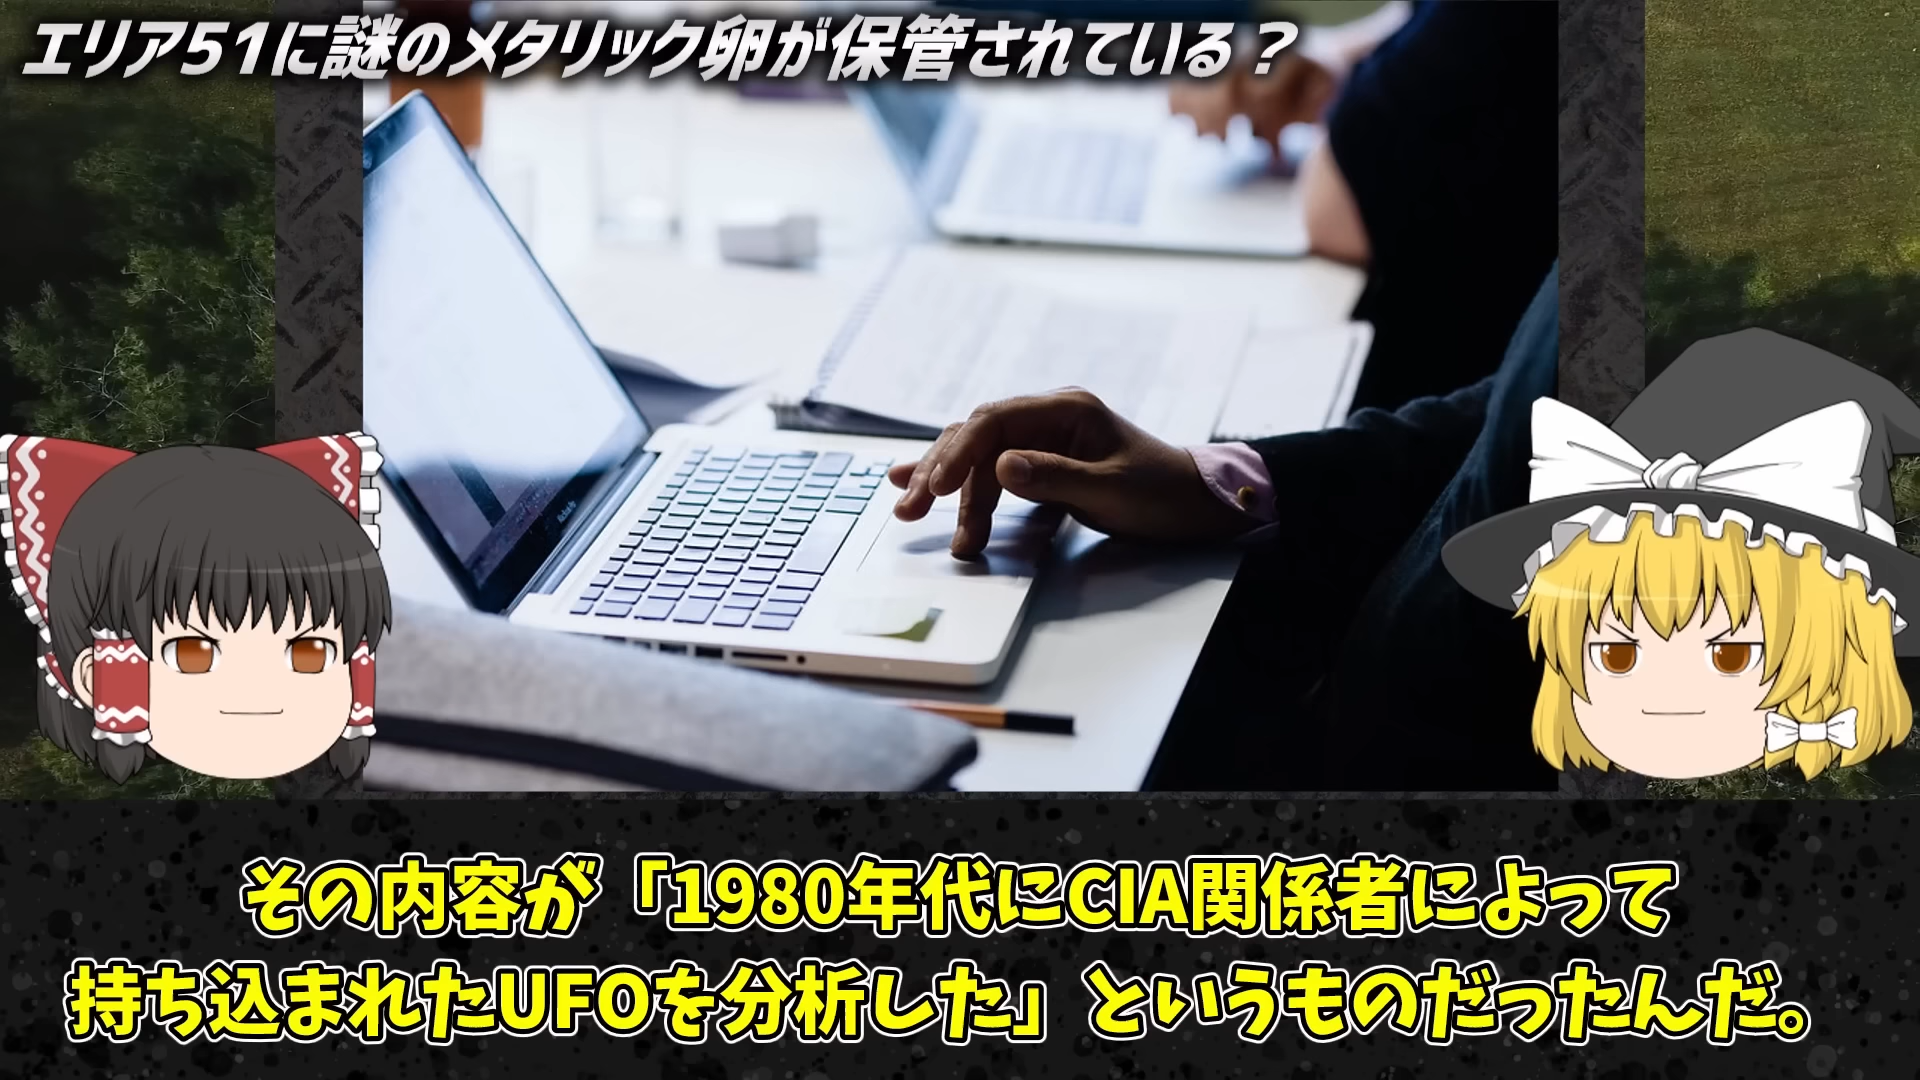 エリア51に謎のメタリック卵が保管されている？
その内容が「1980年代にCIA関係者によって
持ち込まれたUFOを分析した」というものだったんだ。